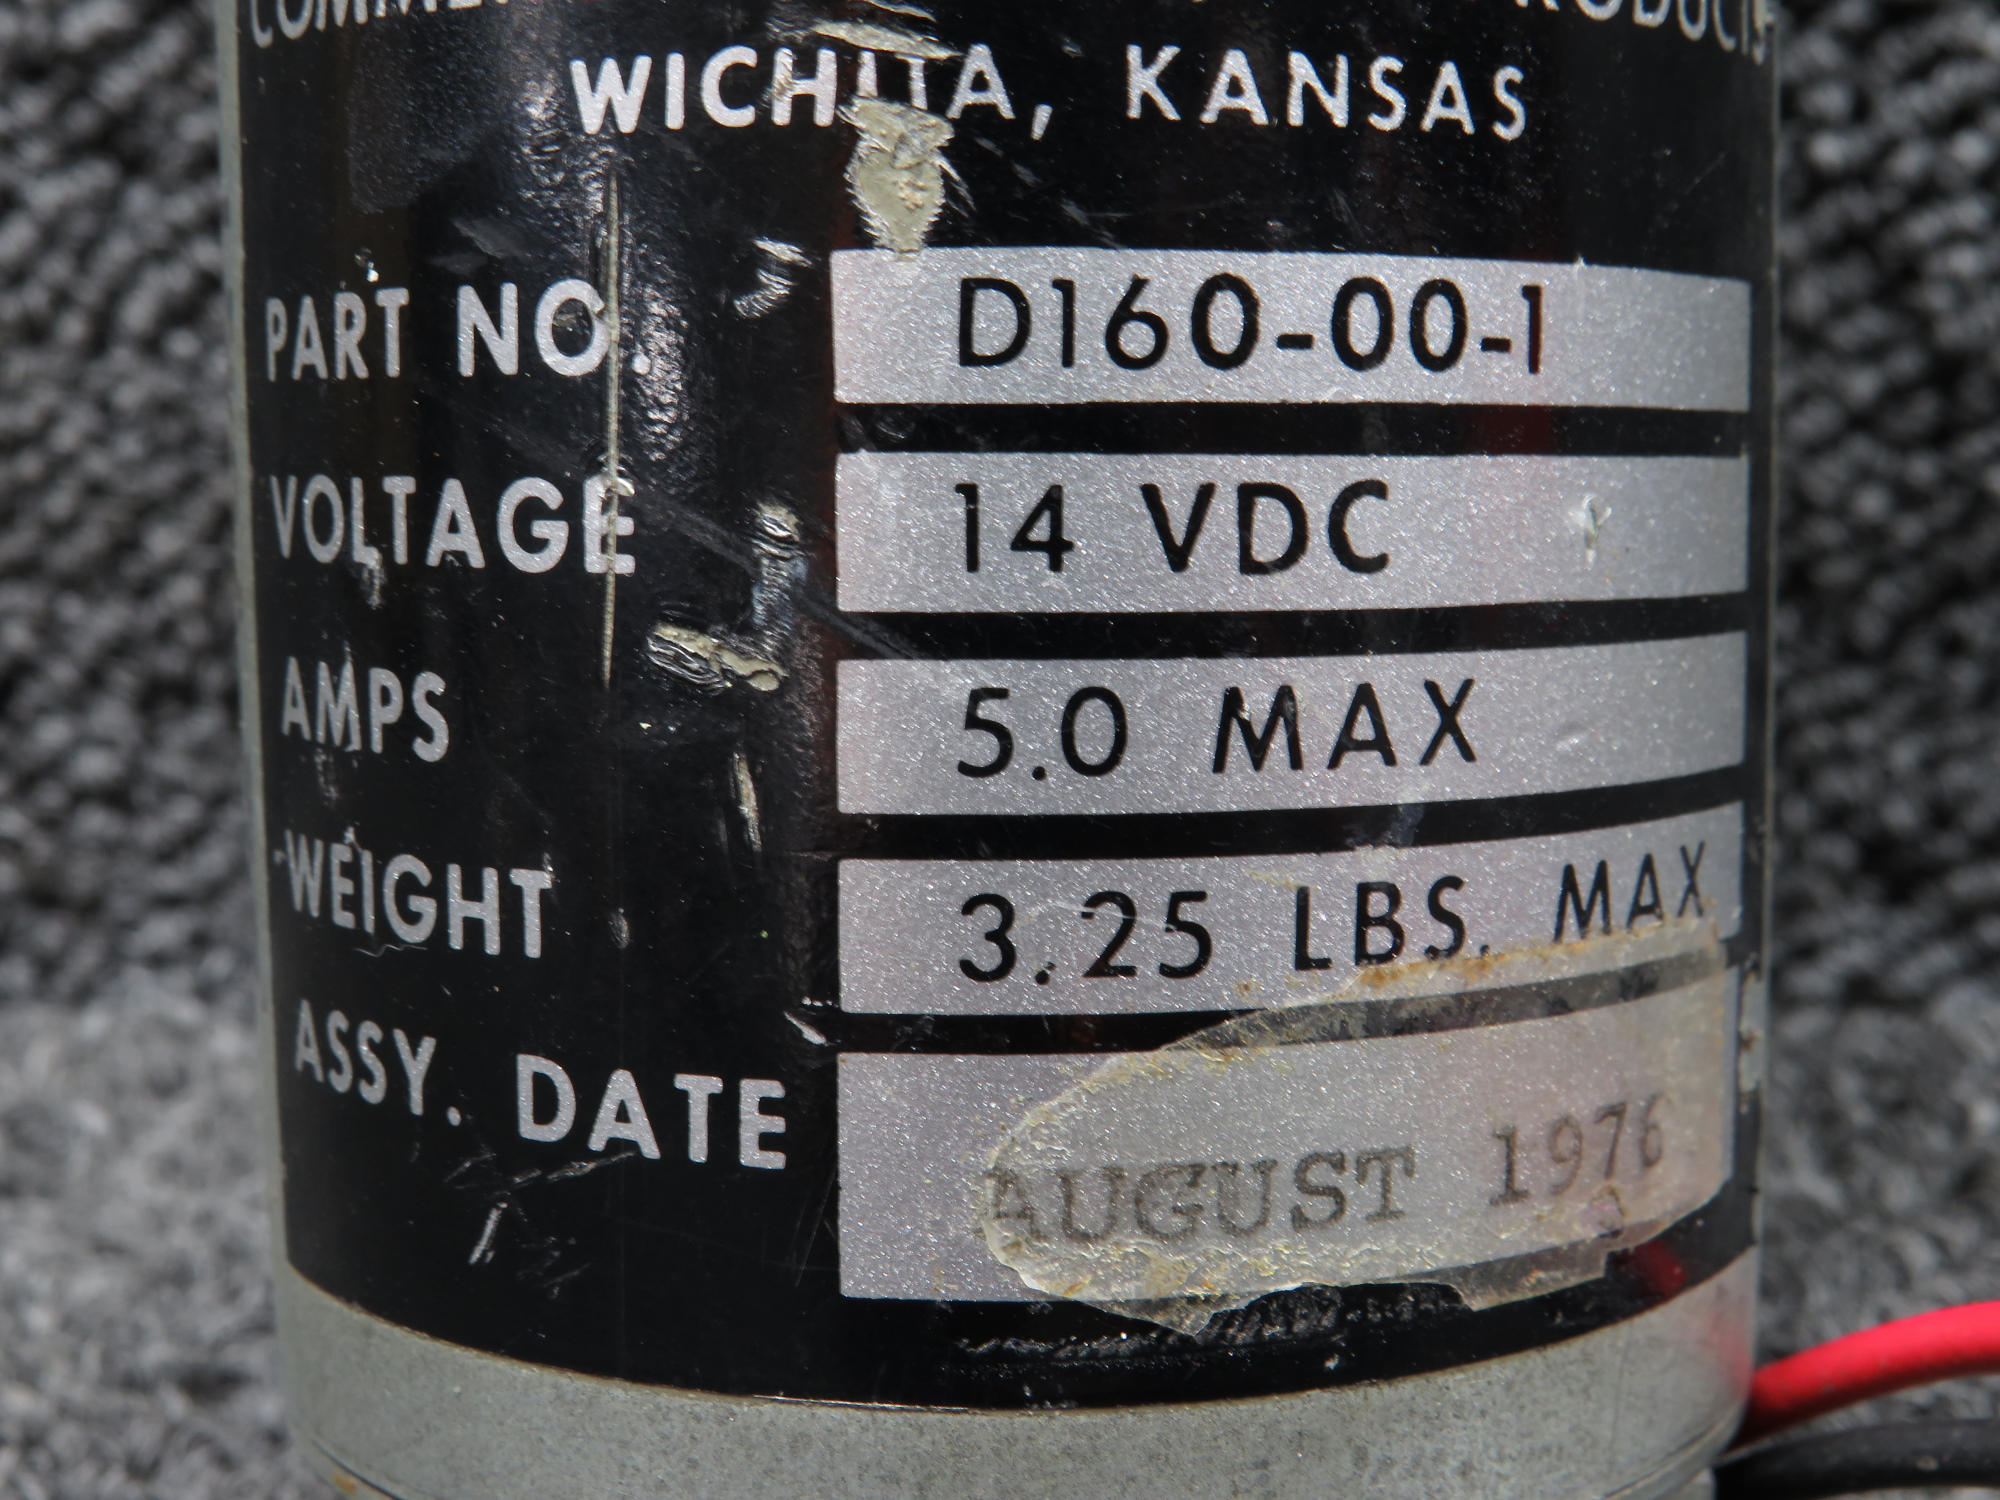 WICHITA, KANSAS
PART NO. D160-00-1
VOLTAGE 14 VDC
AMPS 5.0 MAX
WEIGHT 3.25 LBS. MAX
ASSY. DATE AUGUST 1976